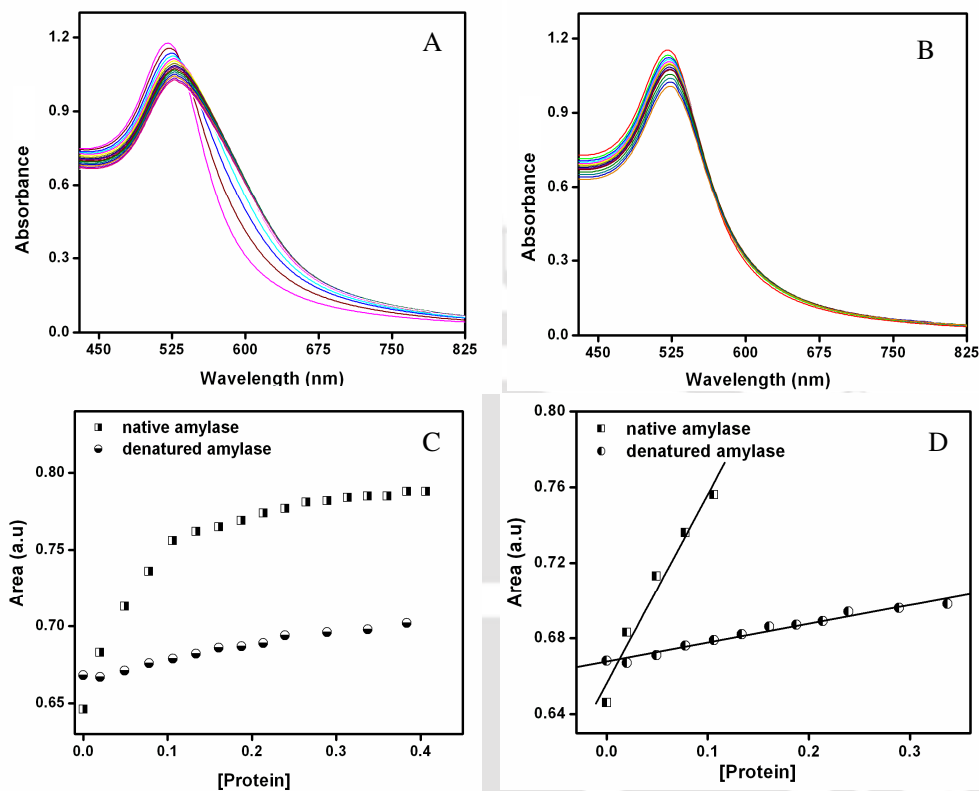 A
1.2
0.9
0.6
0.3
0.0
Absorbance
450 525 600 675 750 825
Wavelength (nm)
B
1.2
0.9
0.6
0.3
0.0
Absorbance
450 525 600 675 750 825
Wavelength (nm)
C
native amylase
denatured amylase
0.80
0.75
0.70
0.65
Area (a.u)
0.0 0.1 0.2 0.3 0.4
[Protein]
D
native amylase
denatured amylase
0.80
0.76
0.72
0.68
0.64
Area (a.u)
0.0 0.1 0.2 0.3
[Protein]